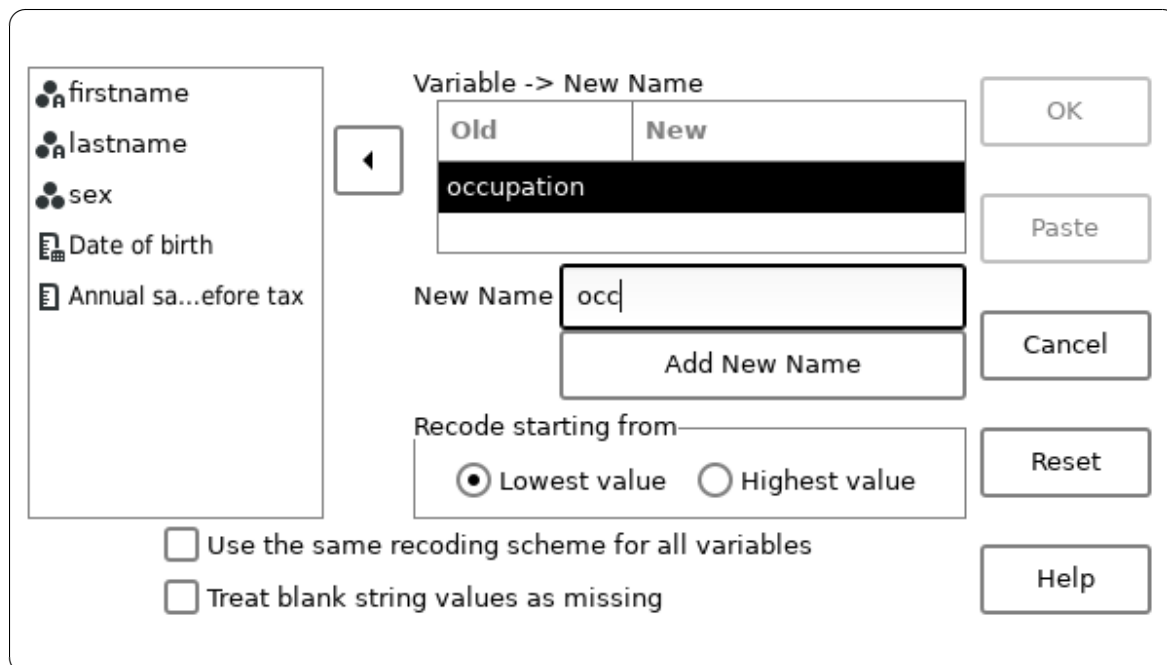 firstname
lastname
sex
Date of birth
Annual sa...efore tax
Variable -> New Name
Old New
occupation
New Name occ
Add New Name
Recode starting from
Lowest value Highest value
Use the same recoding scheme for all variables
Treat blank string values as missing
OK
Paste
Cancel
Reset
Help